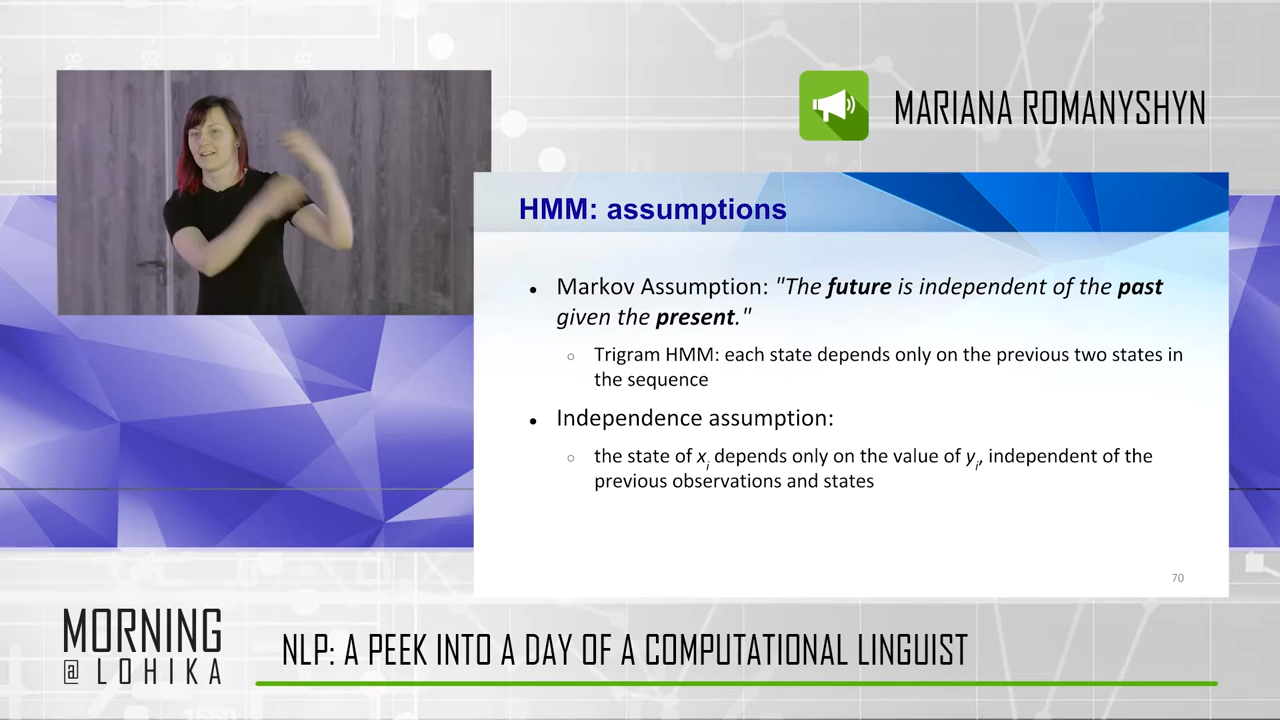 MARIANA ROMANYSHYN
HMM: assumptions
• Markov Assumption: "The future is independent of the past
given the present."
○ Trigram HMM: each state depends only on the previous two states in
the sequence
• Independence assumption:
○ the state of xi depends only on the value of yi, independent of the
previous observations and states
70
MORNING
@ LOHIKA
NLP: A PEEK INTO A DAY OF A COMPUTATIONAL LINGUIST